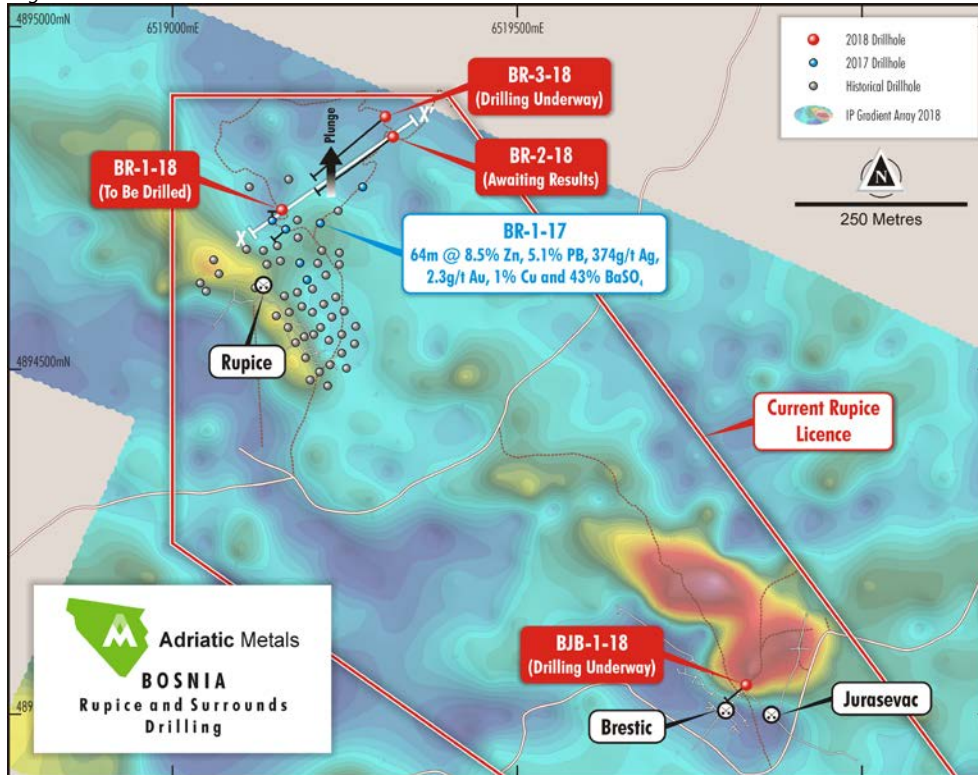 4895000mN
6519000mE
6519500mE
2018 Drillhole
2017 Drillhole
Historical Drillhole
IP Gradient Array 2018
N
250 Metres
BR-3-18
(Drilling Underway)
X'
Plunge
BR-2-18
(Awaiting Results)
BR-1-18
(To Be Drilled)
X
BR-1-17
64m @ 8.5% Zn, 5.1% PB, 374g/t Ag,
2.3g/t Au, 1% Cu and 43% BaSO₄
Rupice
4894500mN
Current Rupice
Licence
Adriatic Metals
BOSNIA
Rupice and Surrounds
Drilling
BJB-1-18
(Drilling Underway)
Brestic
Jurasevac